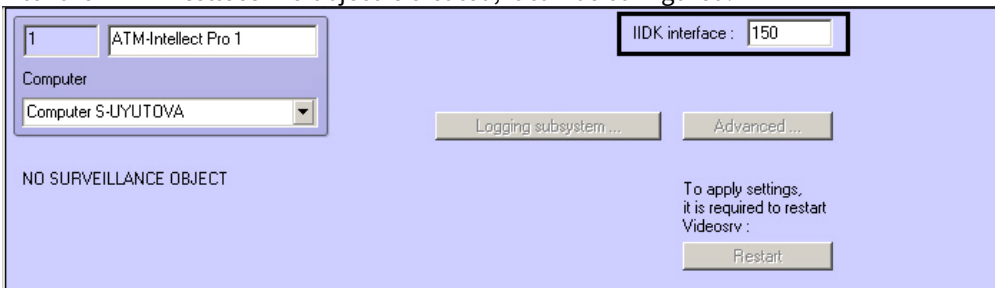 1 ATM-Intellect Pro 1 IIDK interface : 150
Computer
Computer S-UYUTOVA
Logging subsystem ... Advanced ...
NO SURVEILLANCE OBJECT
To apply settings,
it is required to restart
Videosrv :
Restart